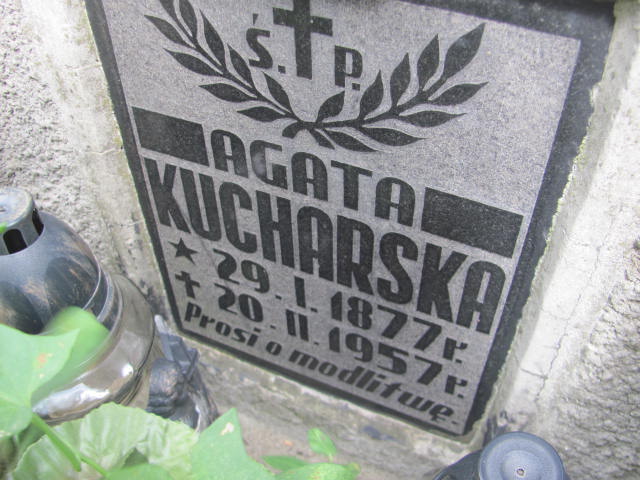 Ś. P.
AGATA
KUCHARSKA
★ 29. I. 1877 r.
✝ 20. II. 1957 r.
prosi o modlitwę.